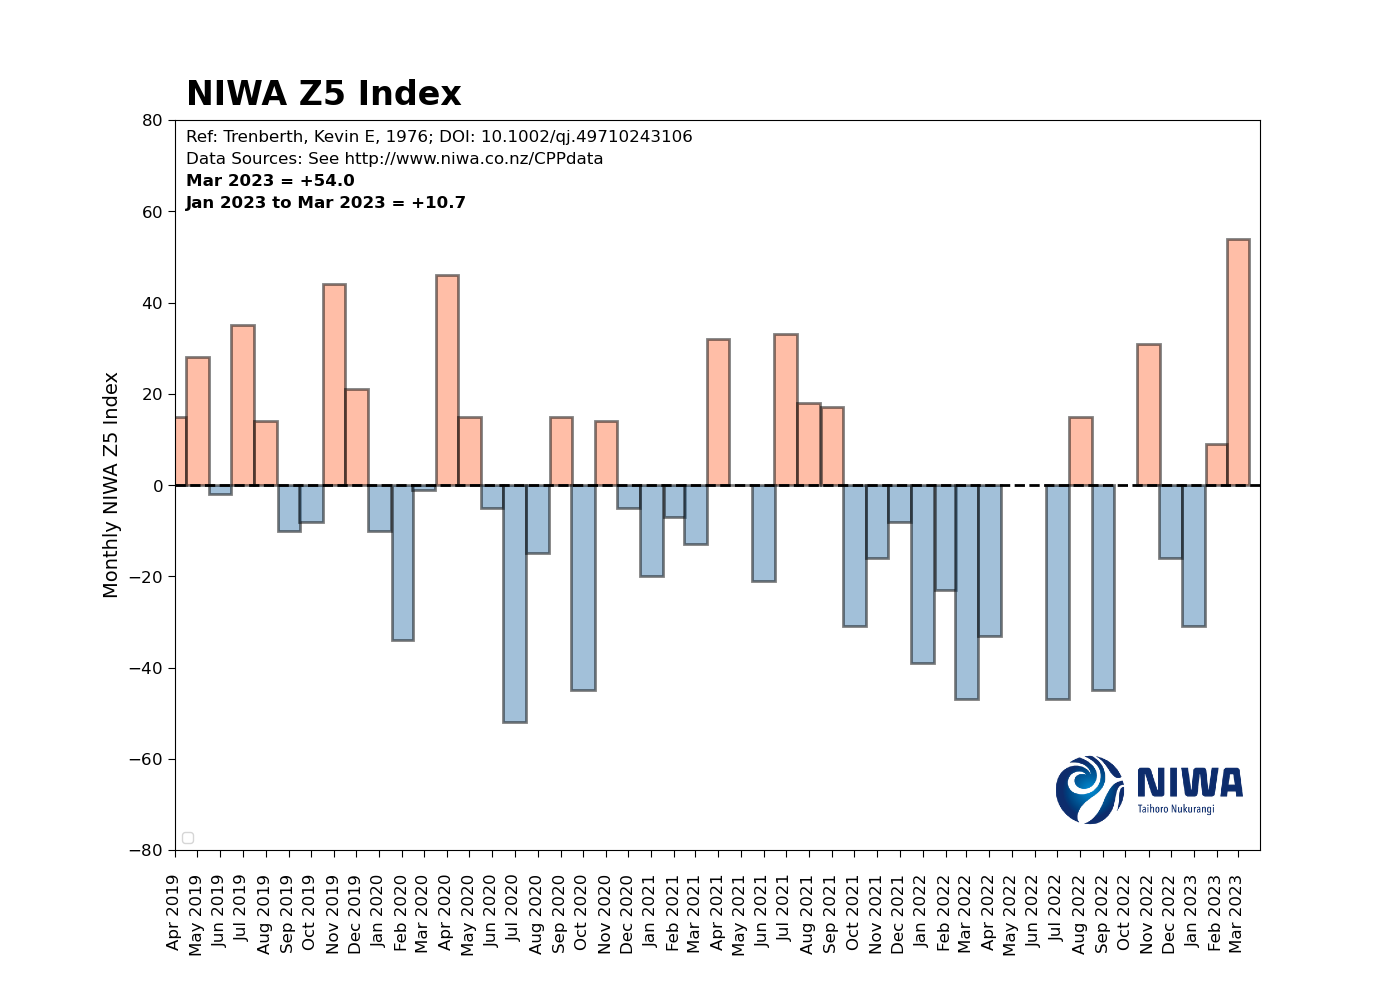 NIWA Z5 Index
Ref: Trenberth, Kevin E, 1976; DOI: 10.1002/qj.49710243106
Data Sources: See http://www.niwa.co.nz/CPPdata
Mar 2023 = +54.0
Jan 2023 to Mar 2023 = +10.7
Monthly NIWA Z5 Index
80
60
40
20
0
−20
−40
−60
−80
NIWA
Taihoro Nukurangi
Apr 2019
May 2019
Jun 2019
Jul 2019
Aug 2019
Sep 2019
Oct 2019
Nov 2019
Dec 2019
Jan 2020
Feb 2020
Mar 2020
Apr 2020
May 2020
Jun 2020
Jul 2020
Aug 2020
Sep 2020
Oct 2020
Nov 2020
Dec 2020
Jan 2021
Feb 2021
Mar 2021
Apr 2021
May 2021
Jun 2021
Jul 2021
Aug 2021
Sep 2021
Oct 2021
Nov 2021
Dec 2021
Jan 2022
Feb 2022
Mar 2022
Apr 2022
May 2022
Jun 2022
Jul 2022
Aug 2022
Sep 2022
Oct 2022
Nov 2022
Dec 2022
Jan 2023
Feb 2023
Mar 2023